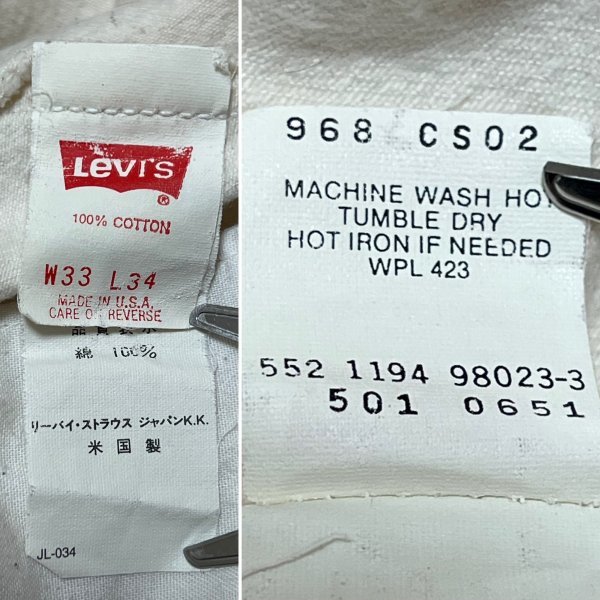 Levi's
®
100% COTTON
W33 L34
MADE IN U.S.A.
CARE ON REVERSE
綿 100%
リーバイ・ストラウス ジャパンK.K.
米国製
JL-034
968 CS02
MACHINE WASH HOT
TUMBLE DRY
HOT IRON IF NEEDED
WPL 423
552 1194 98023-3
501 0651